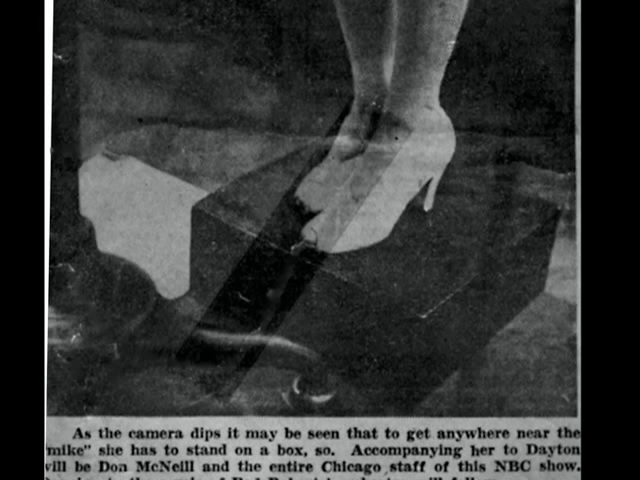 As the camera dips it may be seen that to get anywhere near the
"mike" she has to stand on a box, so. Accompanying her to Dayton
will be Don McNeill and the entire Chicago staff of this NBC show.